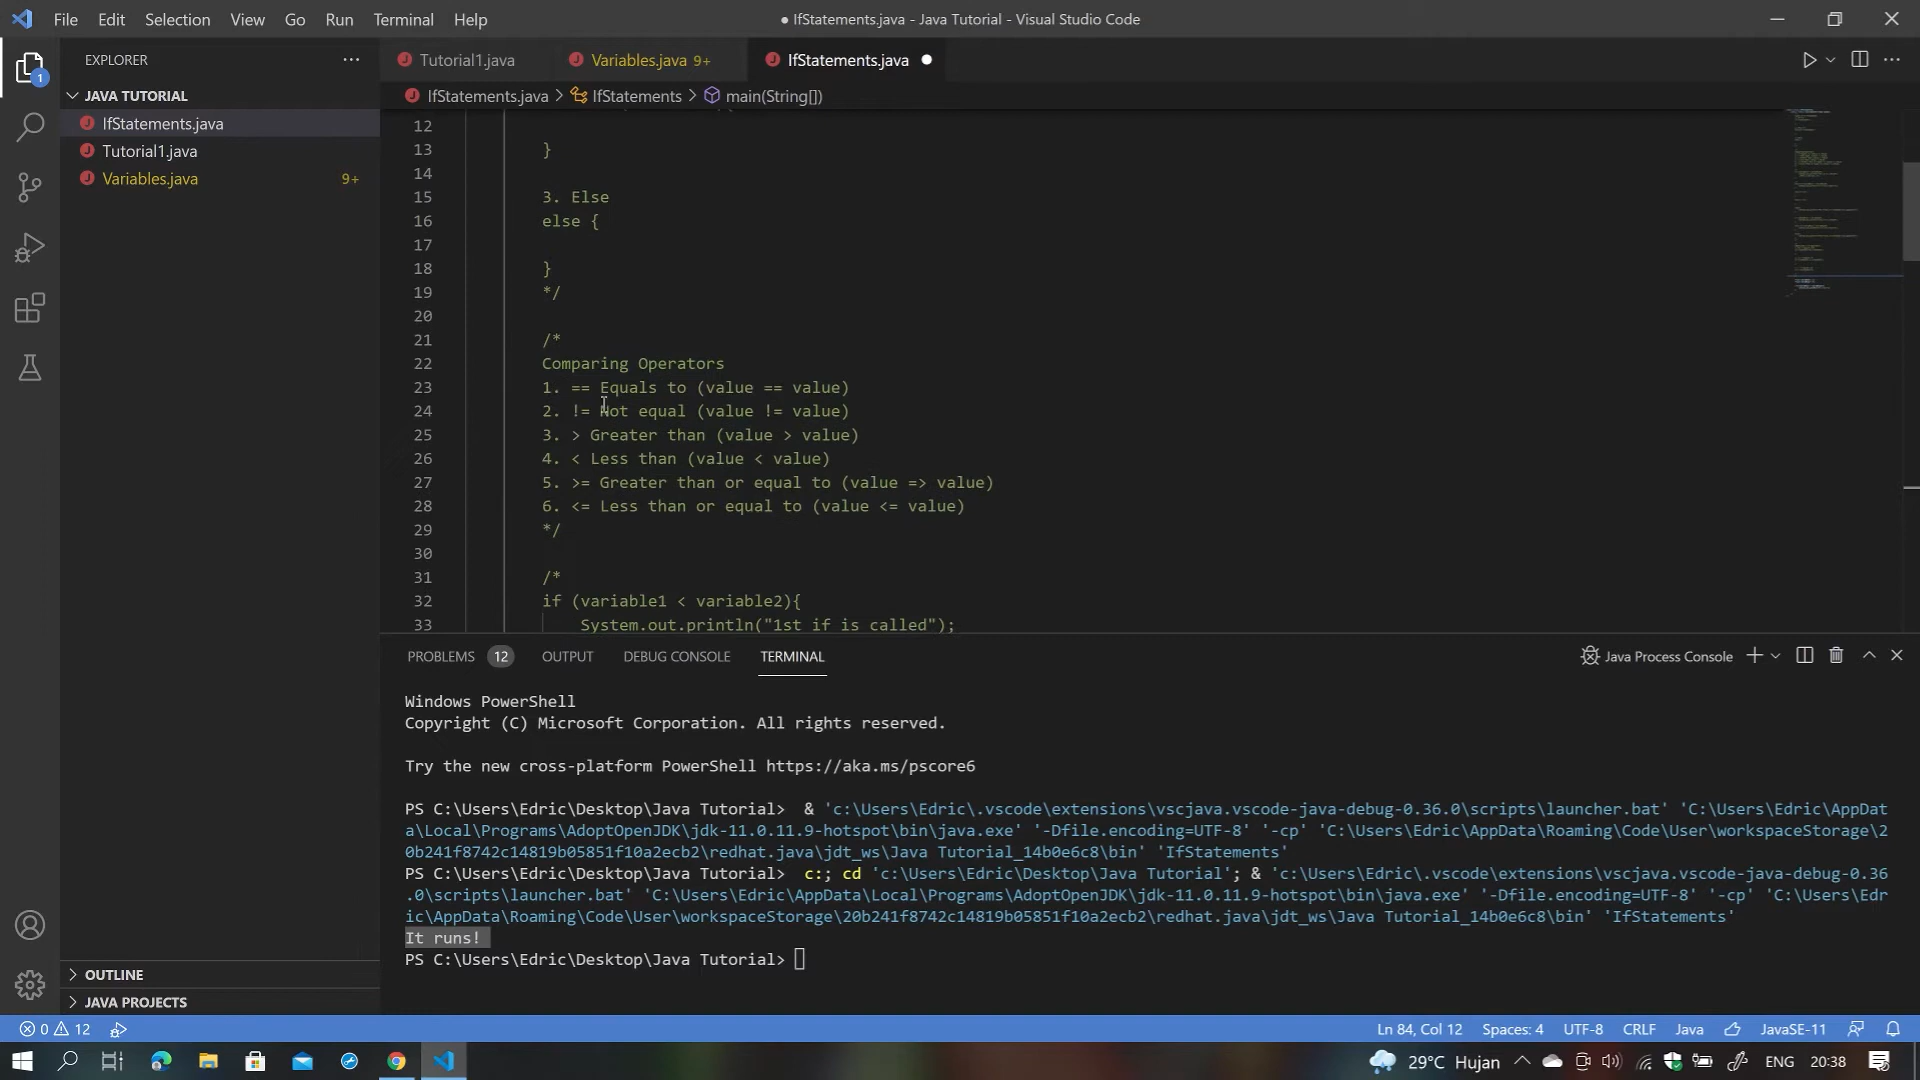 File Edit Selection View Go Run Terminal Help
● IfStatements.java - Java Tutorial - Visual Studio Code
1
EXPLORER
JAVA TUTORIAL
IfStatements.java
Tutorial1.java
Variables.java 9+
OUTLINE
JAVA PROJECTS
Tutorial1.java Variables.java 9+ IfStatements.java
IfStatements.java > IfStatements > main(String[])
12
13 }
14
15 3. Else
16 else {
17
18 }
19 */
20
21 /*
22 Comparing Operators
23 1. == Equals to (value == value)
24 2. != Not equal (value != value)
25 3. > Greater than (value > value)
26 4. < Less than (value < value)
27 5. >= Greater than or equal to (value => value)
28 6. <= Less than or equal to (value <= value)
29 */
30
31 /*
32 if (variable1 < variable2){
33 System.out.println("1st if is called");
PROBLEMS 12 OUTPUT DEBUG CONSOLE TERMINAL
Java Process Console
Windows PowerShell
Copyright (C) Microsoft Corporation. All rights reserved.
Try the new cross-platform PowerShell https://aka.ms/pscore6
PS C:\Users\Edric\Desktop\Java Tutorial>  & 'c:\Users\Edric\.vscode\extensions\vscjava.vscode-java-debug-0.36.0\scripts\launcher.bat' 'C:\Users\Edric\AppDat
a\Local\Programs\AdoptOpenJDK\jdk-11.0.11.9-hotspot\bin\java.exe' '-Dfile.encoding=UTF-8' '-cp' 'C:\Users\Edric\AppData\Roaming\Code\User\workspaceStorage\2
0b241f8742c14819b05851f10a2ecb2\redhat.java\jdt_ws\Java Tutorial_14b0e6c8\bin' 'IfStatements'
PS C:\Users\Edric\Desktop\Java Tutorial>  c:; cd 'c:\Users\Edric\Desktop\Java Tutorial'; & 'c:\Users\Edric\.vscode\extensions\vscjava.vscode-java-debug-0.36
.0\scripts\launcher.bat' 'C:\Users\Edric\AppData\Local\Programs\AdoptOpenJDK\jdk-11.0.11.9-hotspot\bin\java.exe' '-Dfile.encoding=UTF-8' '-cp' 'C:\Users\Edr
ic\AppData\Roaming\Code\User\workspaceStorage\20b241f8742c14819b05851f10a2ecb2\redhat.java\jdt_ws\Java Tutorial_14b0e6c8\bin' 'IfStatements'
It runs!
PS C:\Users\Edric\Desktop\Java Tutorial>
0 12
Ln 84, Col 12 Spaces: 4 UTF-8 CRLF Java JavaSE-11
29°C Hujan ENG 20:38